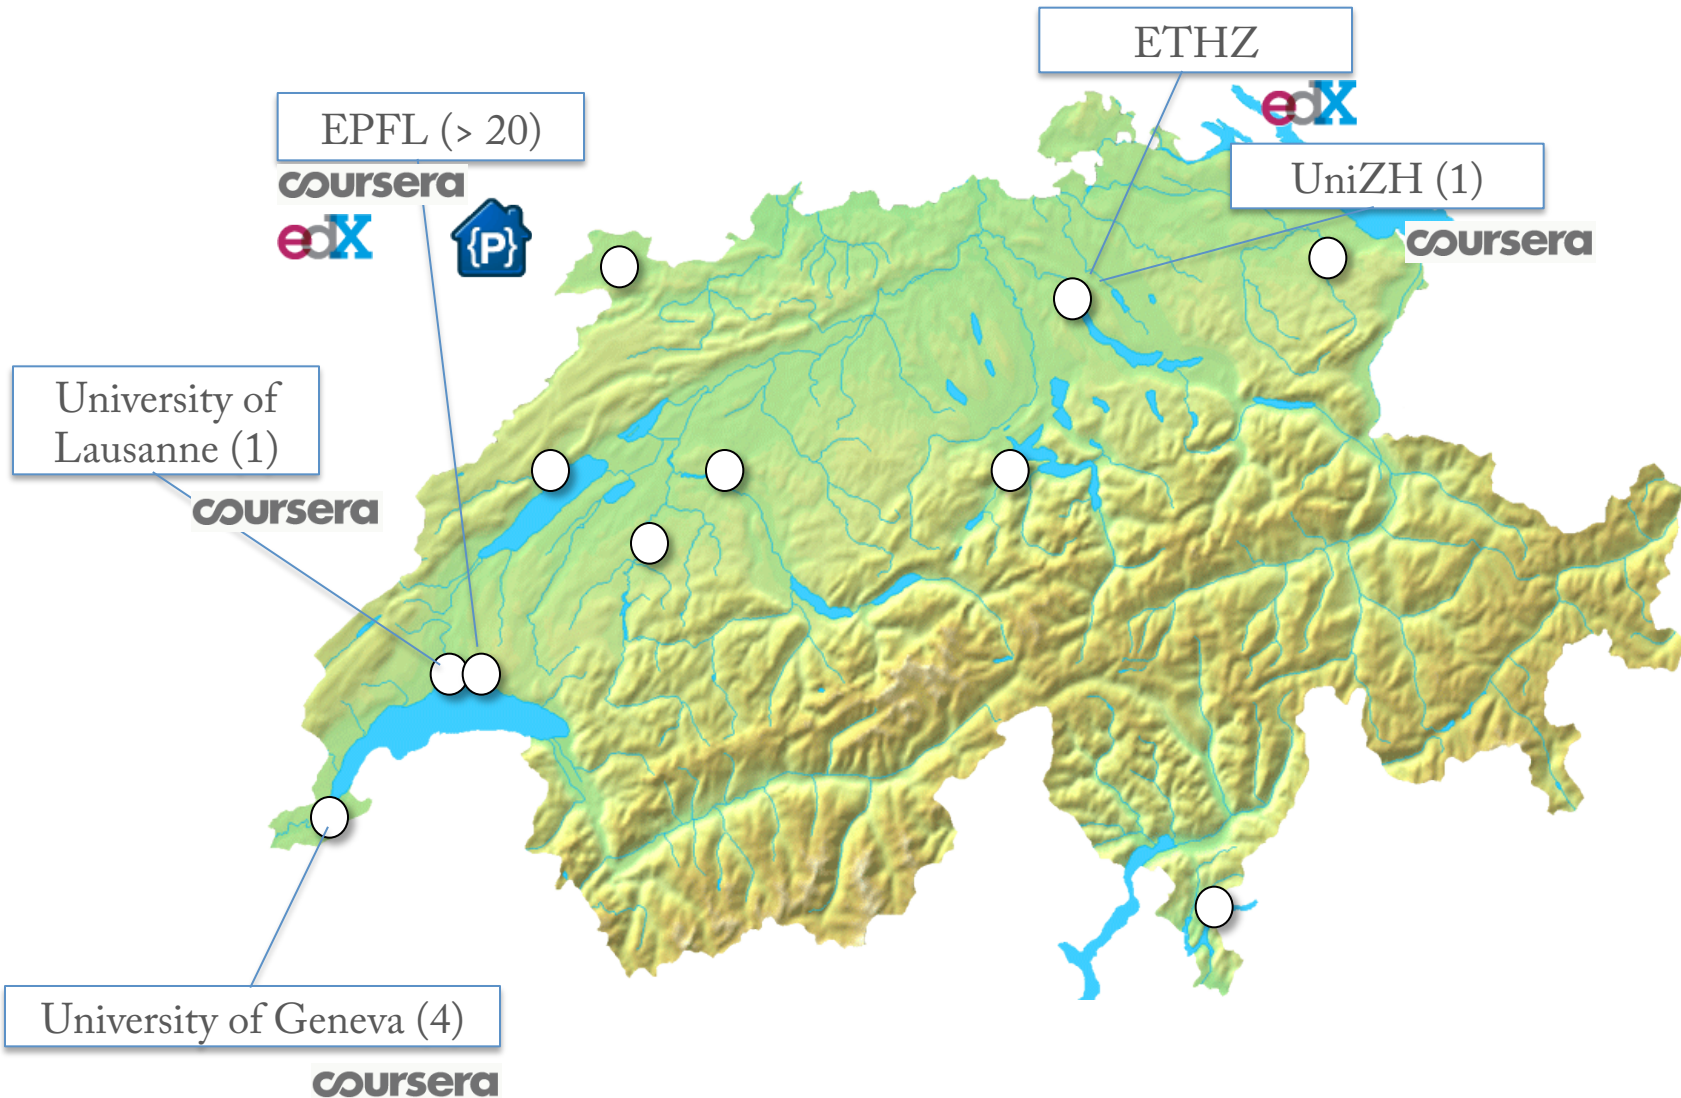 ETHZ
edX
EPFL (> 20)
coursera
edX
{P}
UniZH (1)
coursera
University of
Lausanne (1)
coursera
University of Geneva (4)
coursera